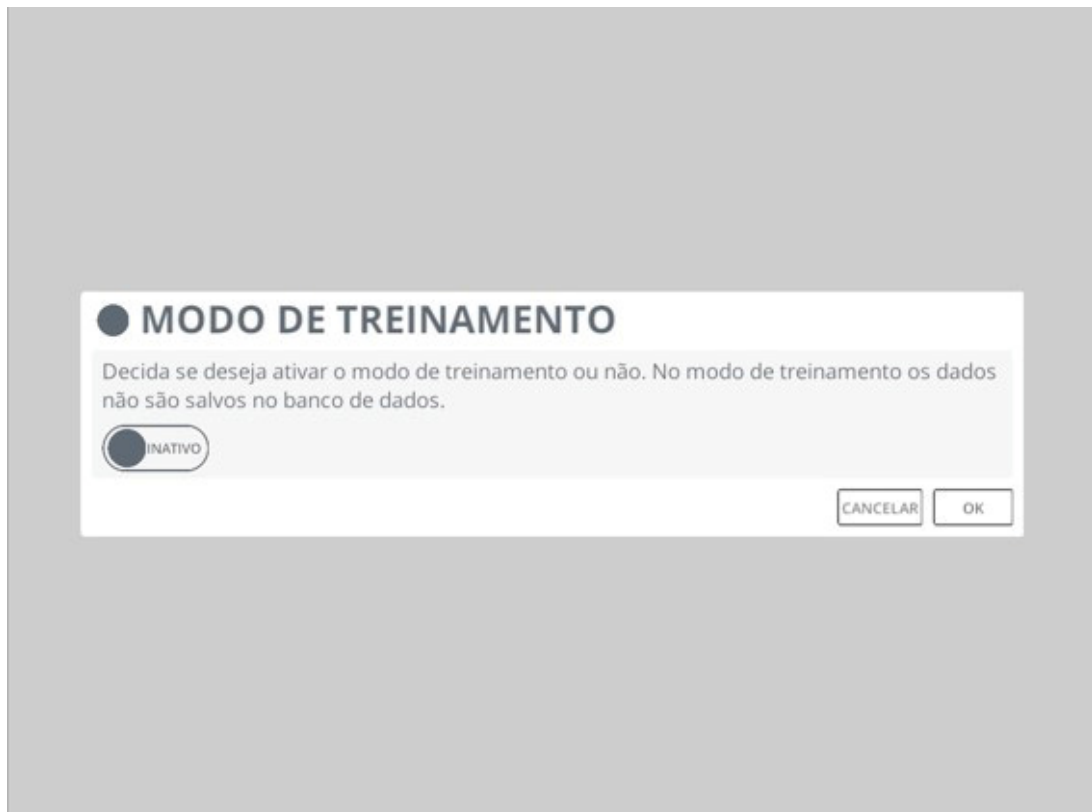 MODO DE TREINAMENTO
Decida se deseja ativar o modo de treinamento ou não. No modo de treinamento os dados
não são salvos no banco de dados.
INATIVO
CANCELAR OK